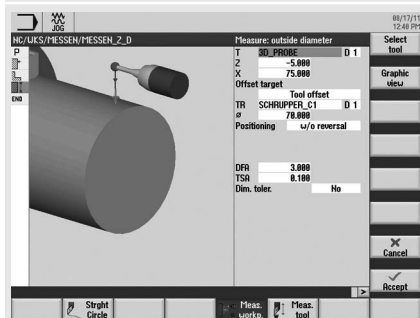 JOG
08/17/11
12:40 PM
NC/WKS/MESSEN/MESSEN_Z_D
Measure: outside diameter
Select
tool
P
END
T 3D_PROBE D 1
Z -5.000
X 75.000
Offset target
Tool offset
TR SCHRUPPER_C1 D 1
ø 70.000
Positioning w/o reversal
DFA 3.000
TSA 0.100
Dim. toler. No
Graphic
view
Cancel
Accept
>
Strght
Circle
Meas.
workp.
Meas.
tool